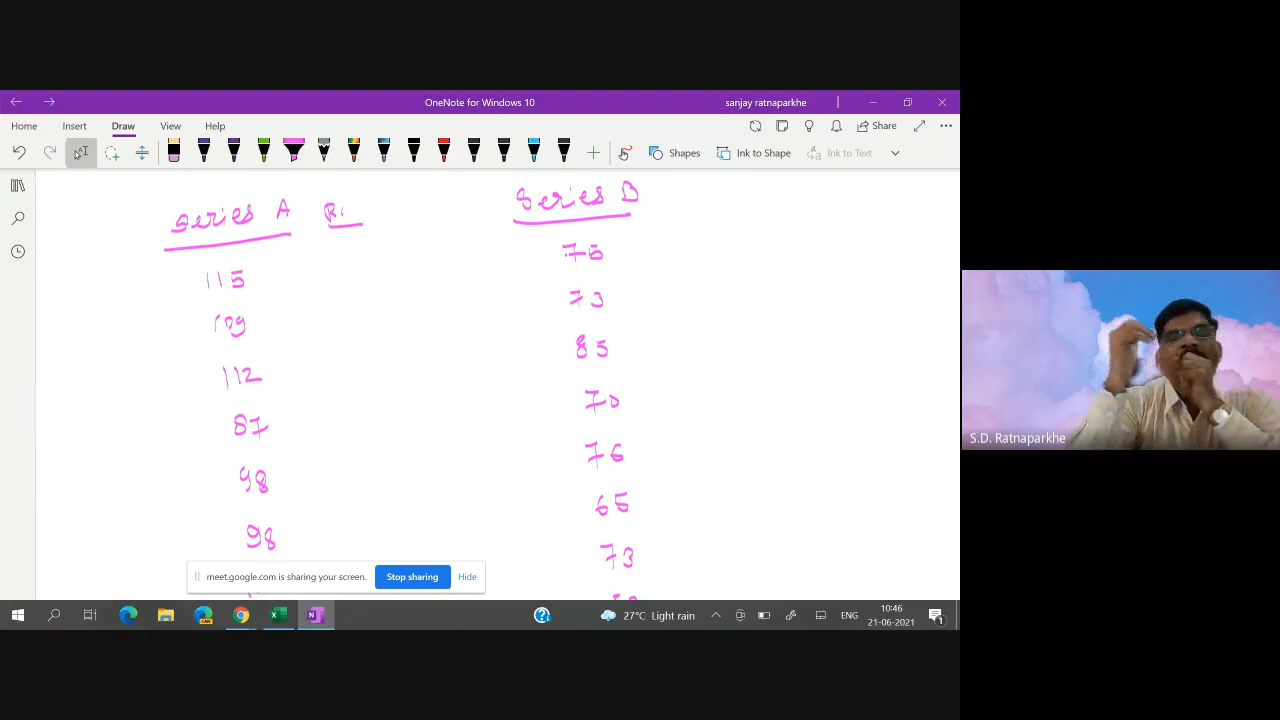 OneNote for Windows 10
sanjay ratnaparkhe
Home Insert Draw View Help
Share
Shapes Ink to Shape Ink to Text
Series A R1
Series B
115
109
112
87
98
98
75
73
85
70
76
65
73
meet.google.com is sharing your screen. Stop sharing Hide
S.D. Ratnaparkhe
27°C Light rain
ENG
10:46
21-06-2021